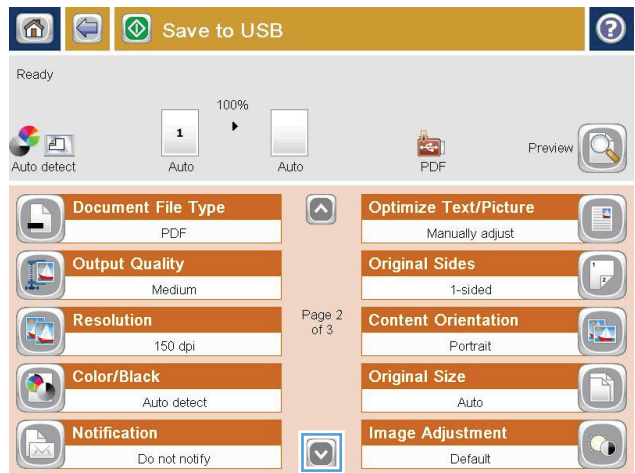 Save to USB
?
Ready
100%
1
Auto detect
Auto
Auto
PDF
Preview
Document File Type
PDF
Output Quality
Medium
Resolution
150 dpi
Color/Black
Auto detect
Notification
Do not notify
Page 2
of 3
Optimize Text/Picture
Manually adjust
Original Sides
1-sided
1
2
Content Orientation
Portrait
Original Size
Auto
Image Adjustment
Default